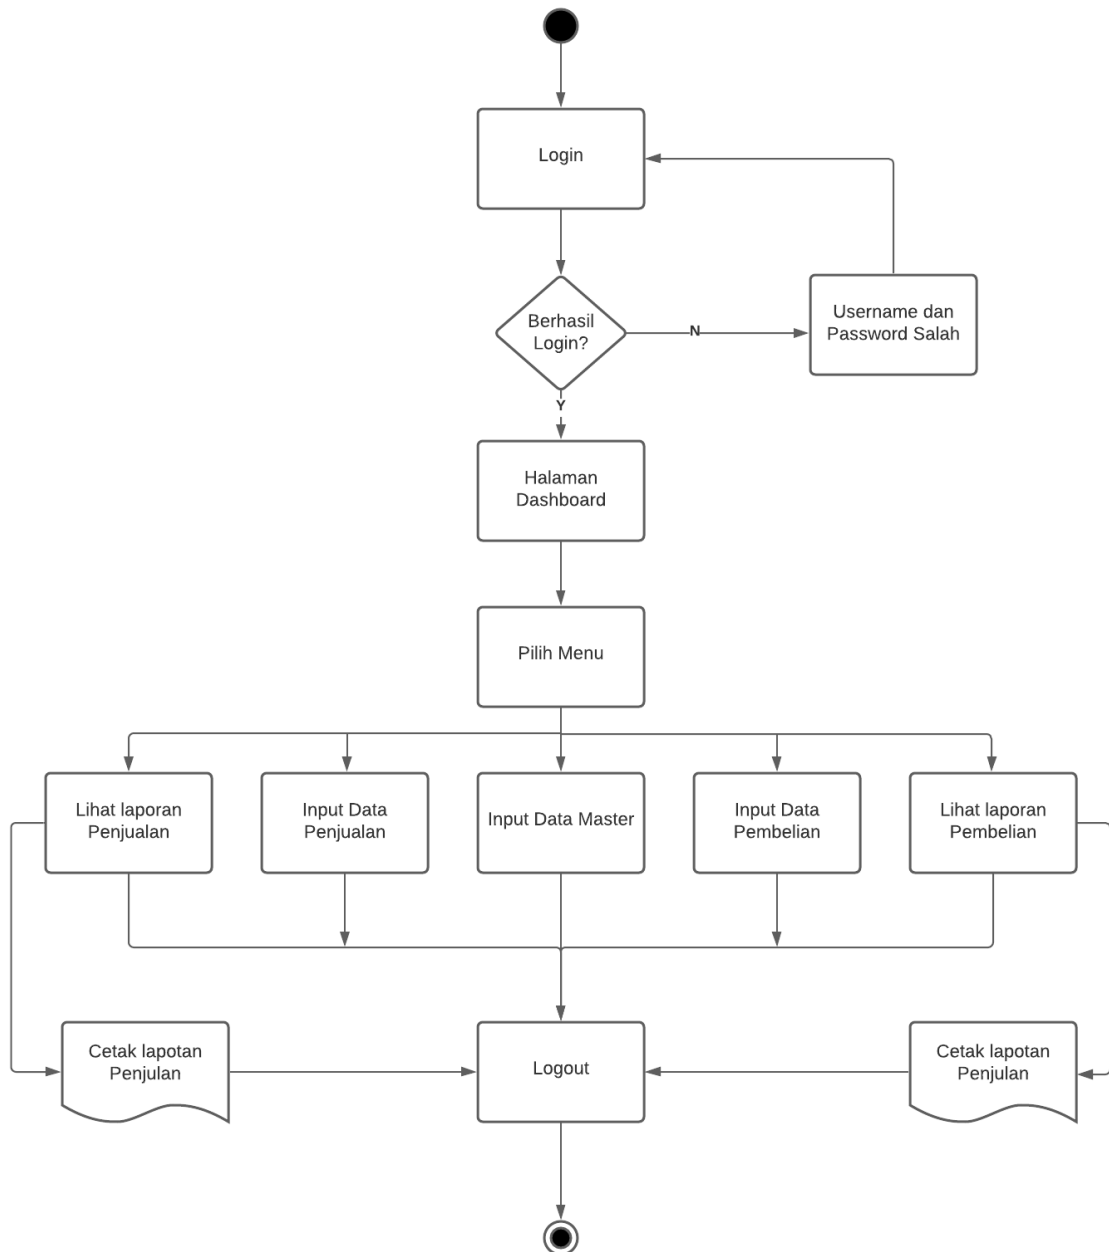 Login
Berhasil
Login?
N
Username dan
Password Salah
Y
Halaman
Dashboard
Pilih Menu
Lihat laporan
Penjualan
Input Data
Penjualan
Input Data Master
Input Data
Pembelian
Lihat laporan
Pembelian
Cetak lapotan
Penjulan
Logout
Cetak lapotan
Penjulan